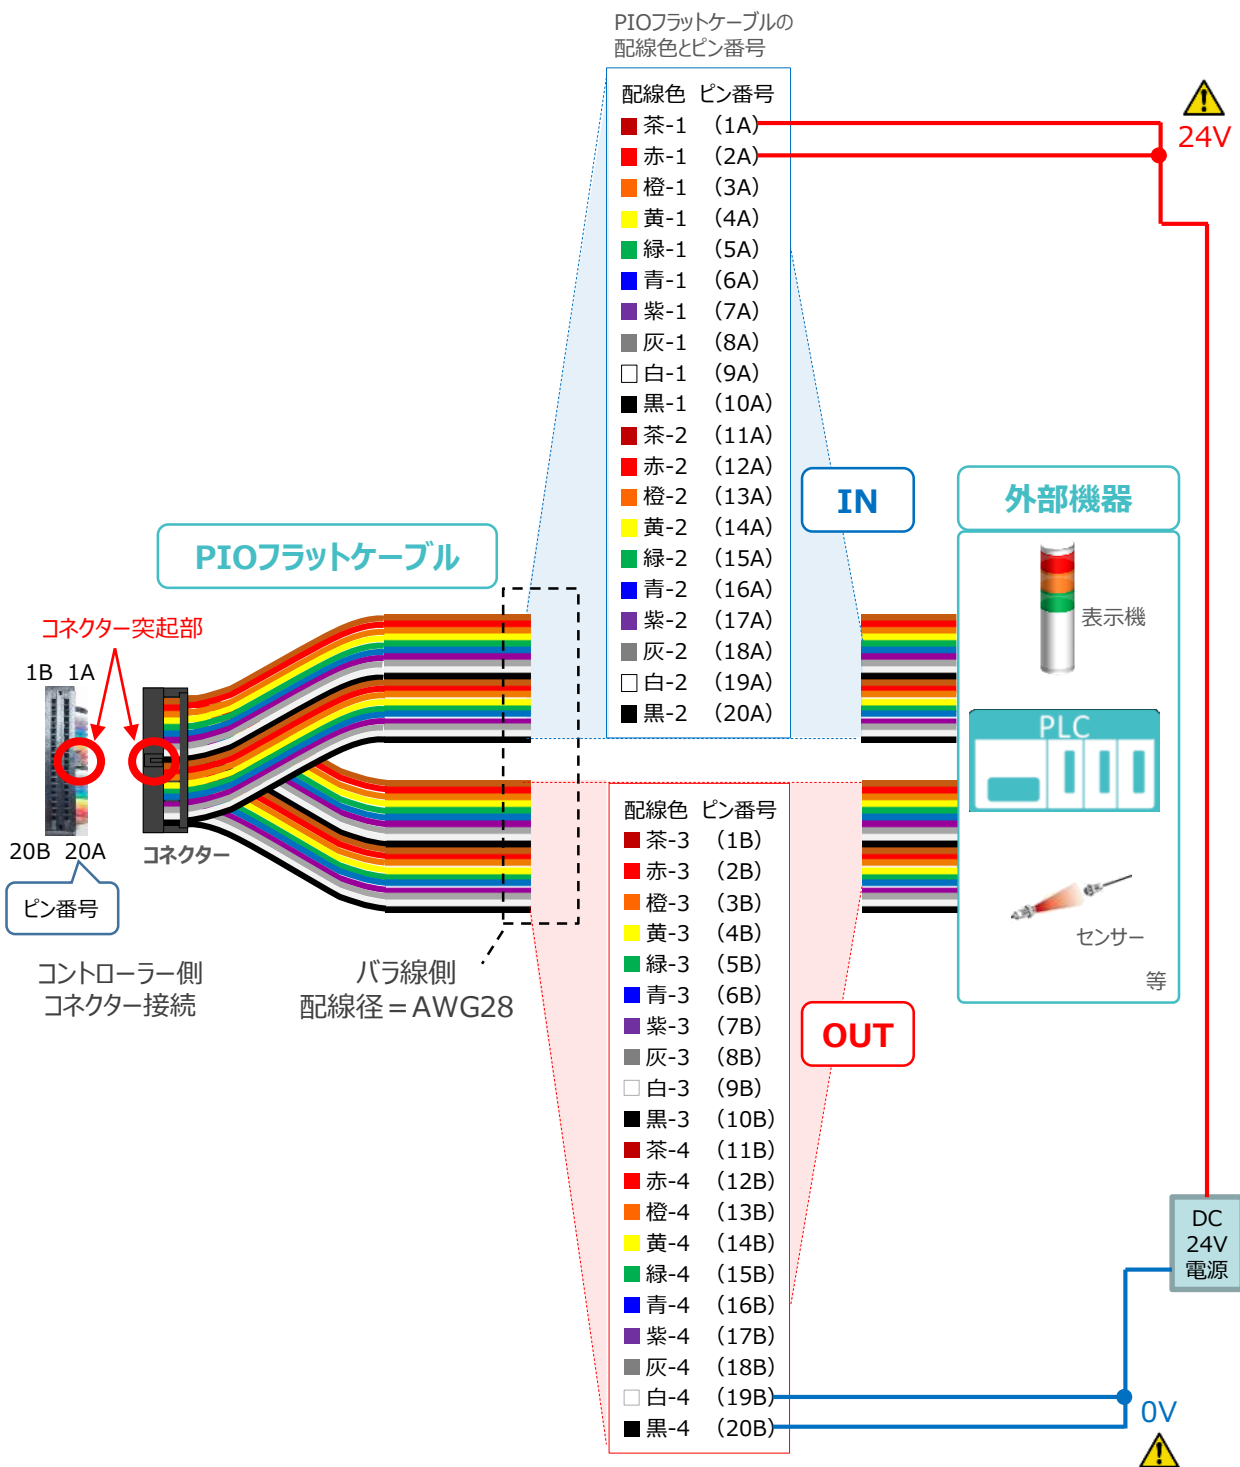 PIOフラットケーブルの
配線色とピン番号
配線色 ピン番号
茶-1 (1A)
赤-1 (2A)
橙-1 (3A)
黄-1 (4A)
緑-1 (5A)
青-1 (6A)
紫-1 (7A)
灰-1 (8A)
白-1 (9A)
黒-1 (10A)
茶-2 (11A)
赤-2 (12A)
橙-2 (13A)
黄-2 (14A)
緑-2 (15A)
青-2 (16A)
紫-2 (17A)
灰-2 (18A)
白-2 (19A)
黒-2 (20A)
24V
IN
外部機器
表示機
PLC
センサー
等
PIOフラットケーブル
コネクター突起部
1B 1A
20B 20A
ピン番号
コネクター
コントローラー側
コネクター接続
バラ線側
配線径=AWG28
配線色 ピン番号
茶-3 (1B)
赤-3 (2B)
橙-3 (3B)
黄-3 (4B)
緑-3 (5B)
青-3 (6B)
紫-3 (7B)
灰-3 (8B)
白-3 (9B)
黒-3 (10B)
茶-4 (11B)
赤-4 (12B)
橙-4 (13B)
黄-4 (14B)
緑-4 (15B)
青-4 (16B)
紫-4 (17B)
灰-4 (18B)
白-4 (19B)
黒-4 (20B)
OUT
DC
24V
電源
0V